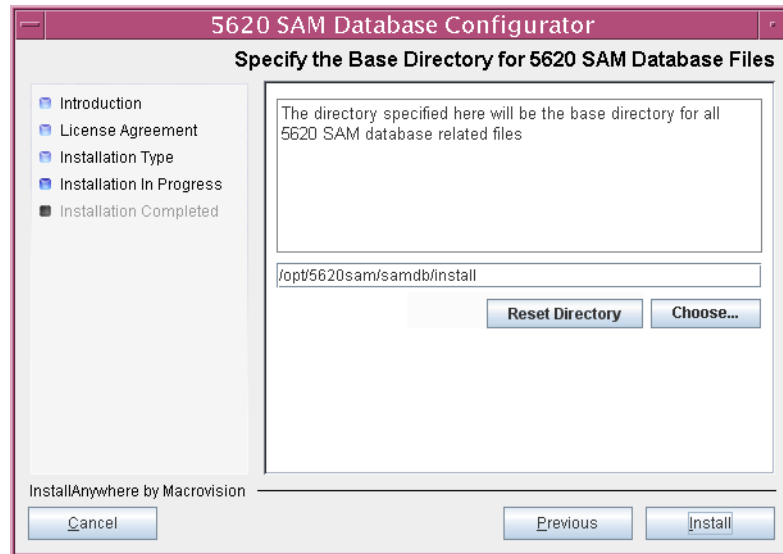 5620 SAM Database Configurator
Specify the Base Directory for 5620 SAM Database Files
Introduction
License Agreement
Installation Type
Installation In Progress
Installation Completed
The directory specified here will be the base directory for all
5620 SAM database related files
/opt/5620sam/samdb/install
Reset Directory
Choose...
InstallAnywhere by Macrovision
Cancel
Previous
Install